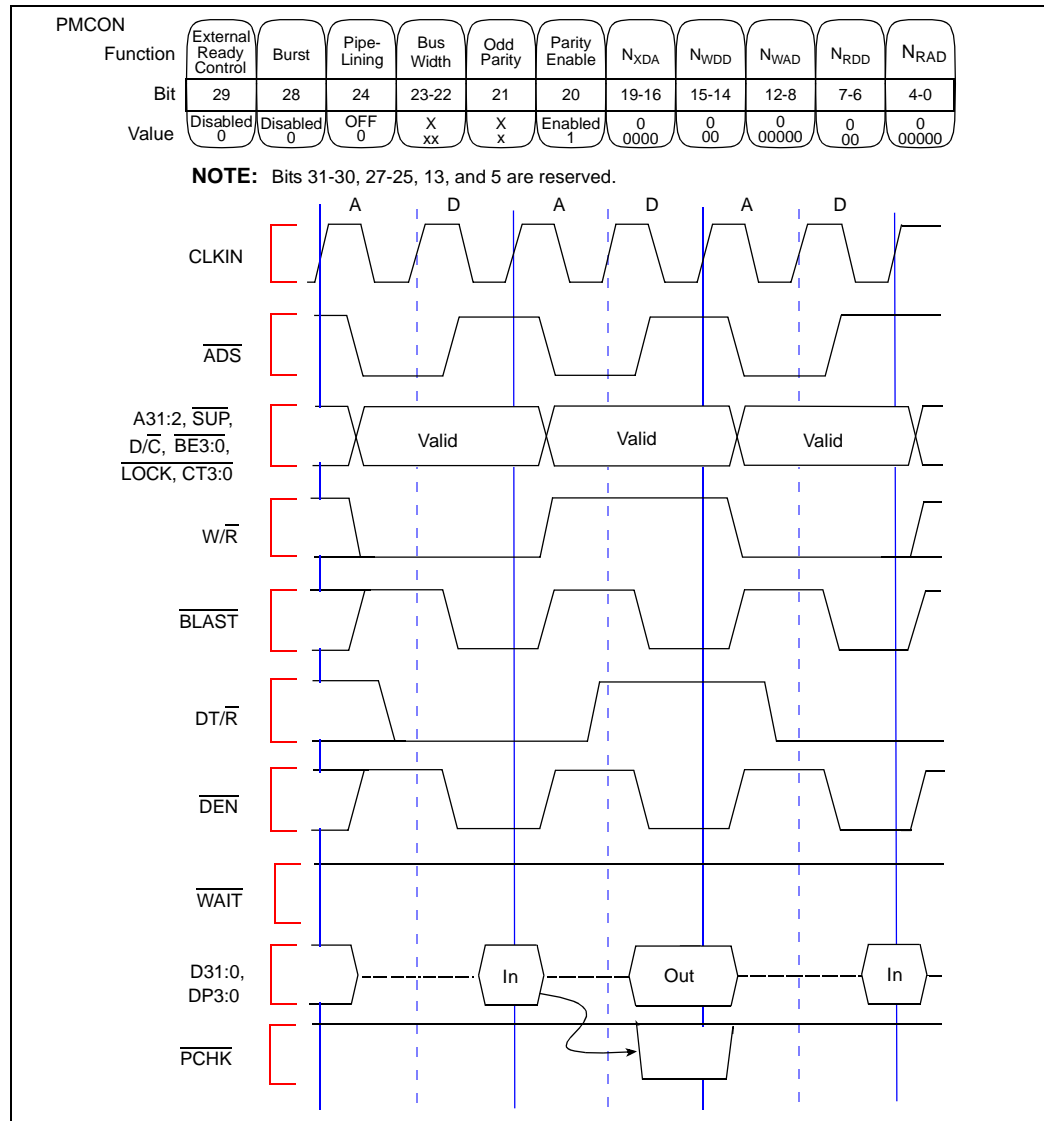 PMCON
Function External Ready Control Burst Pipe-Lining Bus Width Odd Parity Parity Enable NXDA NWDD NWAD NRDD NRAD
Bit 29 28 24 23-22 21 20 19-16 15-14 12-8 7-6 4-0
Value Disabled 0 Disabled 0 OFF 0 X xx X x Enabled 1 0 0000 0 00 0 00000 0 00 0 00000
NOTE: Bits 31-30, 27-25, 13, and 5 are reserved.
A D A D A D
CLKIN
ADS
A31:2, SUP,
D/C, BE3:0,
LOCK, CT3:0
Valid Valid Valid
W/R
BLAST
DT/R
DEN
WAIT
D31:0,
DP3:0
In Out In
PCHK